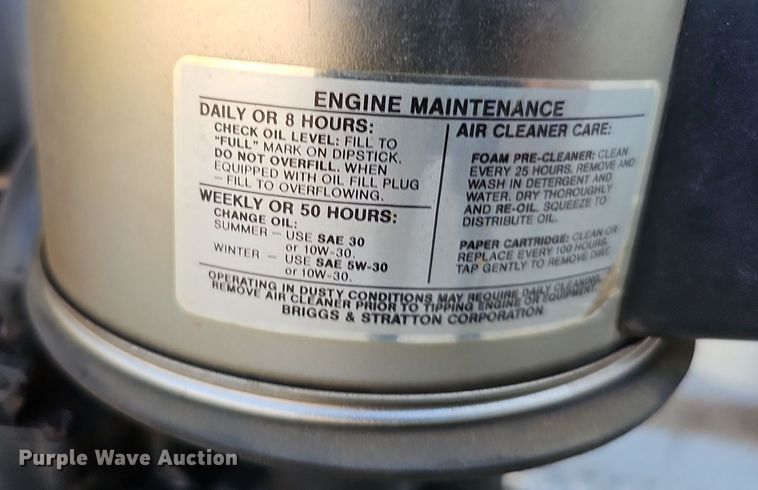 ENGINE MAINTENANCE
DAILY OR 8 HOURS:
CHECK OIL LEVEL: FILL TO
"FULL" MARK ON DIPSTICK.
DO NOT OVERFILL. WHEN
EQUIPPED WITH OIL FILL PLUG
– FILL TO OVERFLOWING.
WEEKLY OR 50 HOURS:
CHANGE OIL:
SUMMER – USE SAE 30
or 10W-30.
WINTER – USE SAE 5W-30
or 10W-30.
AIR CLEANER CARE:
FOAM PRE-CLEANER: CLEAN
EVERY 25 HOURS. REMOVE AND
WASH IN DETERGENT AND
WATER. DRY THOROUGHLY
AND RE-OIL. SQUEEZE TO
DISTRIBUTE OIL.
PAPER CARTRIDGE: CLEAN OR
REPLACE EVERY 100 HOURS.
TAP GENTLY TO REMOVE DIRT.
OPERATING IN DUSTY CONDITIONS MAY REQUIRE DAILY CLEANING.
REMOVE AIR CLEANER PRIOR TO TIPPING ENGINE OR EQUIPMENT.
BRIGGS & STRATTON CORPORATION
Purple Wave Auction